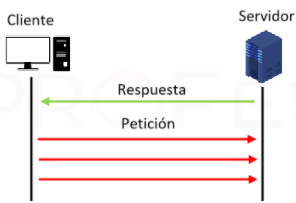 Cliente
Servidor
Respuesta
Petición